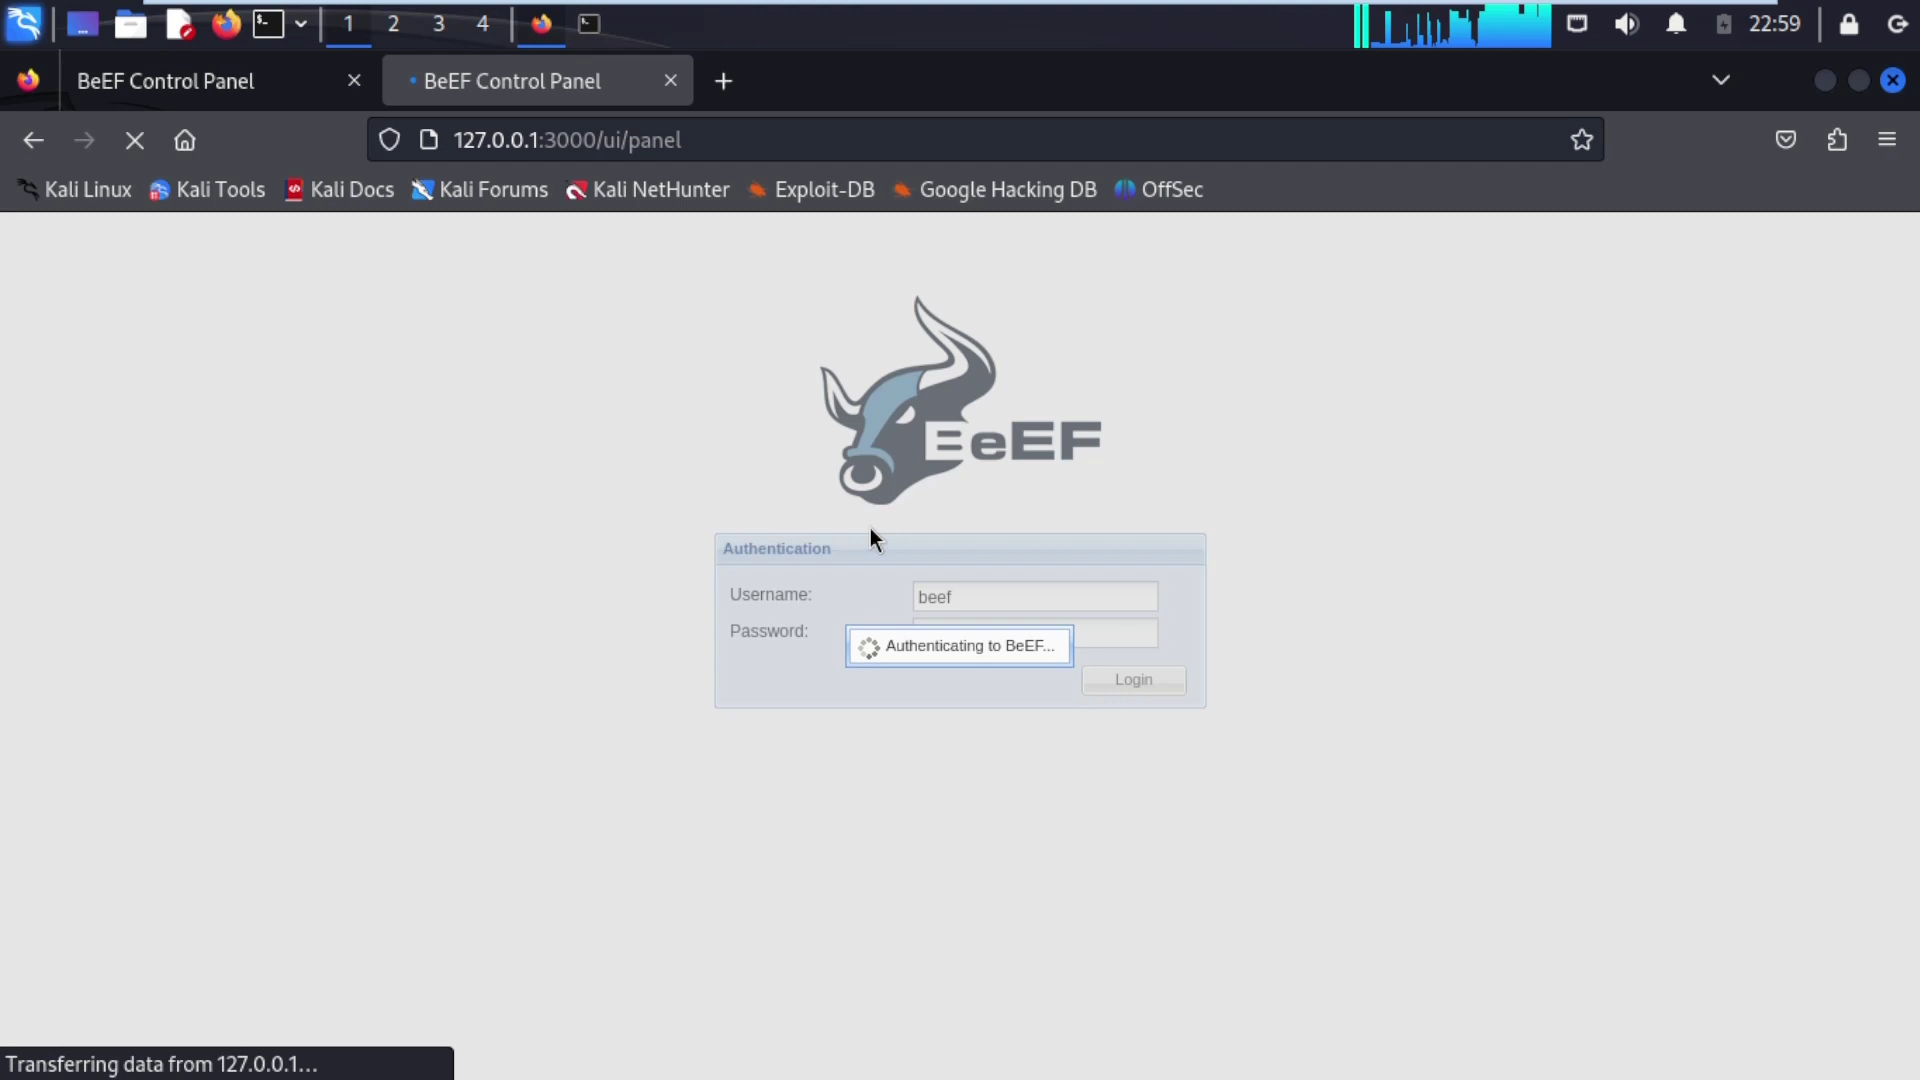 1 2 3 4 22:59
BeEF Control Panel BeEF Control Panel
127.0.0.1:3000/ui/panel
Kali Linux Kali Tools Kali Docs Kali Forums Kali NetHunter Exploit-DB Google Hacking DB OffSec
BeEF
Authentication
Username: beef
Password:
Authenticating to BeEF...
Login
Transferring data from 127.0.0.1...